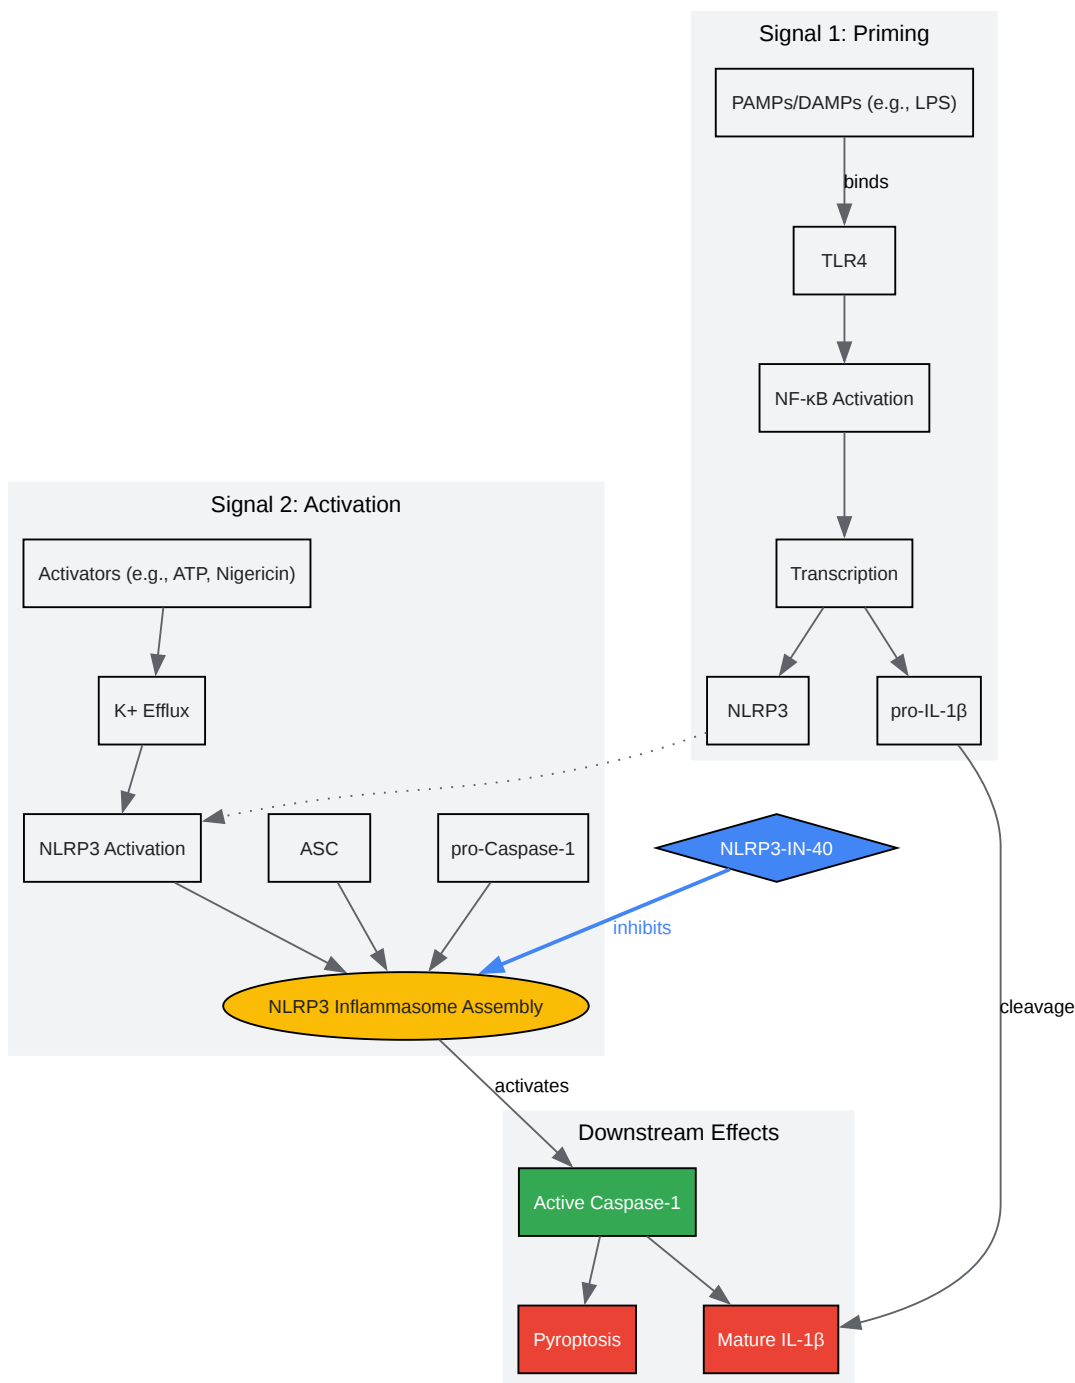 Signal 1: Priming
PAMPs/DAMPs (e.g., LPS)
binds
TLR4
NF-κB Activation
Transcription
NLRP3
pro-IL-1β
Signal 2: Activation
Activators (e.g., ATP, Nigericin)
K+ Efflux
NLRP3 Activation
ASC
pro-Caspase-1
NLRP3-IN-40
inhibits
NLRP3 Inflammasome Assembly
cleavage
activates
Downstream Effects
Active Caspase-1
Pyroptosis
Mature IL-1β